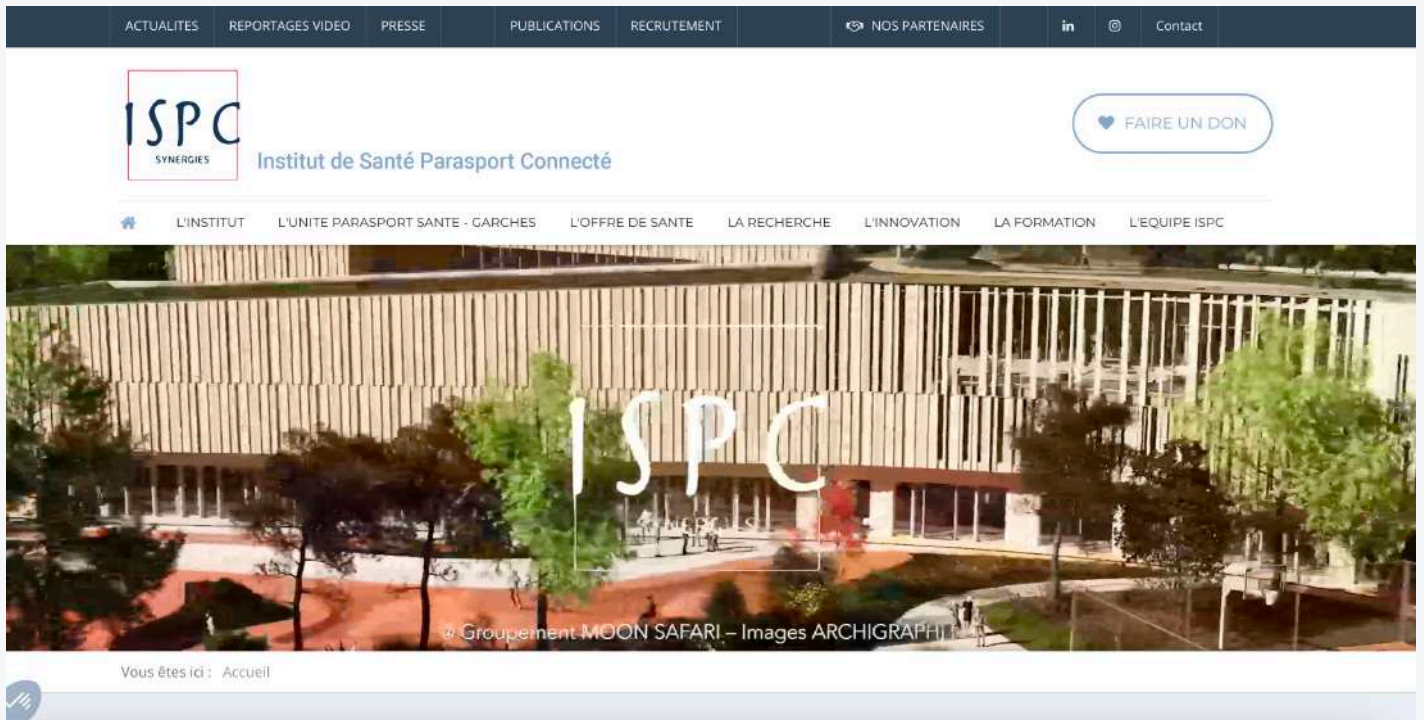 ACTUALITES REPORTAGES VIDEO PRESSE PUBLICATIONS RECRUTEMENT NOS PARTENAIRES in Contact
ISPC
SYNERGIES
Institut de Santé Parasport Connecté
FAIRE UN DON
L'INSTITUT L'UNITE PARASPORT SANTE - GARCHES L'OFFRE DE SANTE LA RECHERCHE L'INNOVATION LA FORMATION L'EQUIPE ISPC
ISPC
SYNERGIES
@ Groupement MOON SAFARI – Images ARCHIGRAPHI
Vous êtes ici : Accueil